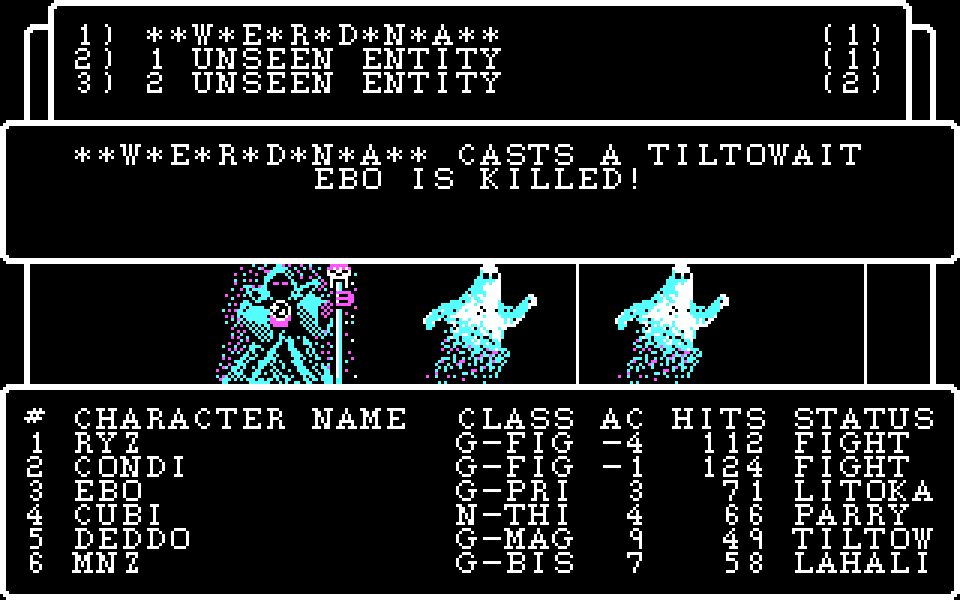 1) **W*E*R*D*N*A** (1)
2) 1 UNSEEN ENTITY (1)
3) 2 UNSEEN ENTITY (2)
**W*E*R*D*N*A** CASTS A TILTOWAIT
EBO IS KILLED!
# CHARACTER NAME CLASS AC HITS STATUS
1 RYZ G-FIG -4 112 FIGHT
2 CONDI G-FIG -1 124 FIGHT
3 EBO G-PRI 3 71 LITOKA
4 CUBI N-THI 4 66 PARRY
5 DEDDO G-MAG 9 49 TILTOW
6 MNZ G-BIS 7 58 LAHALI